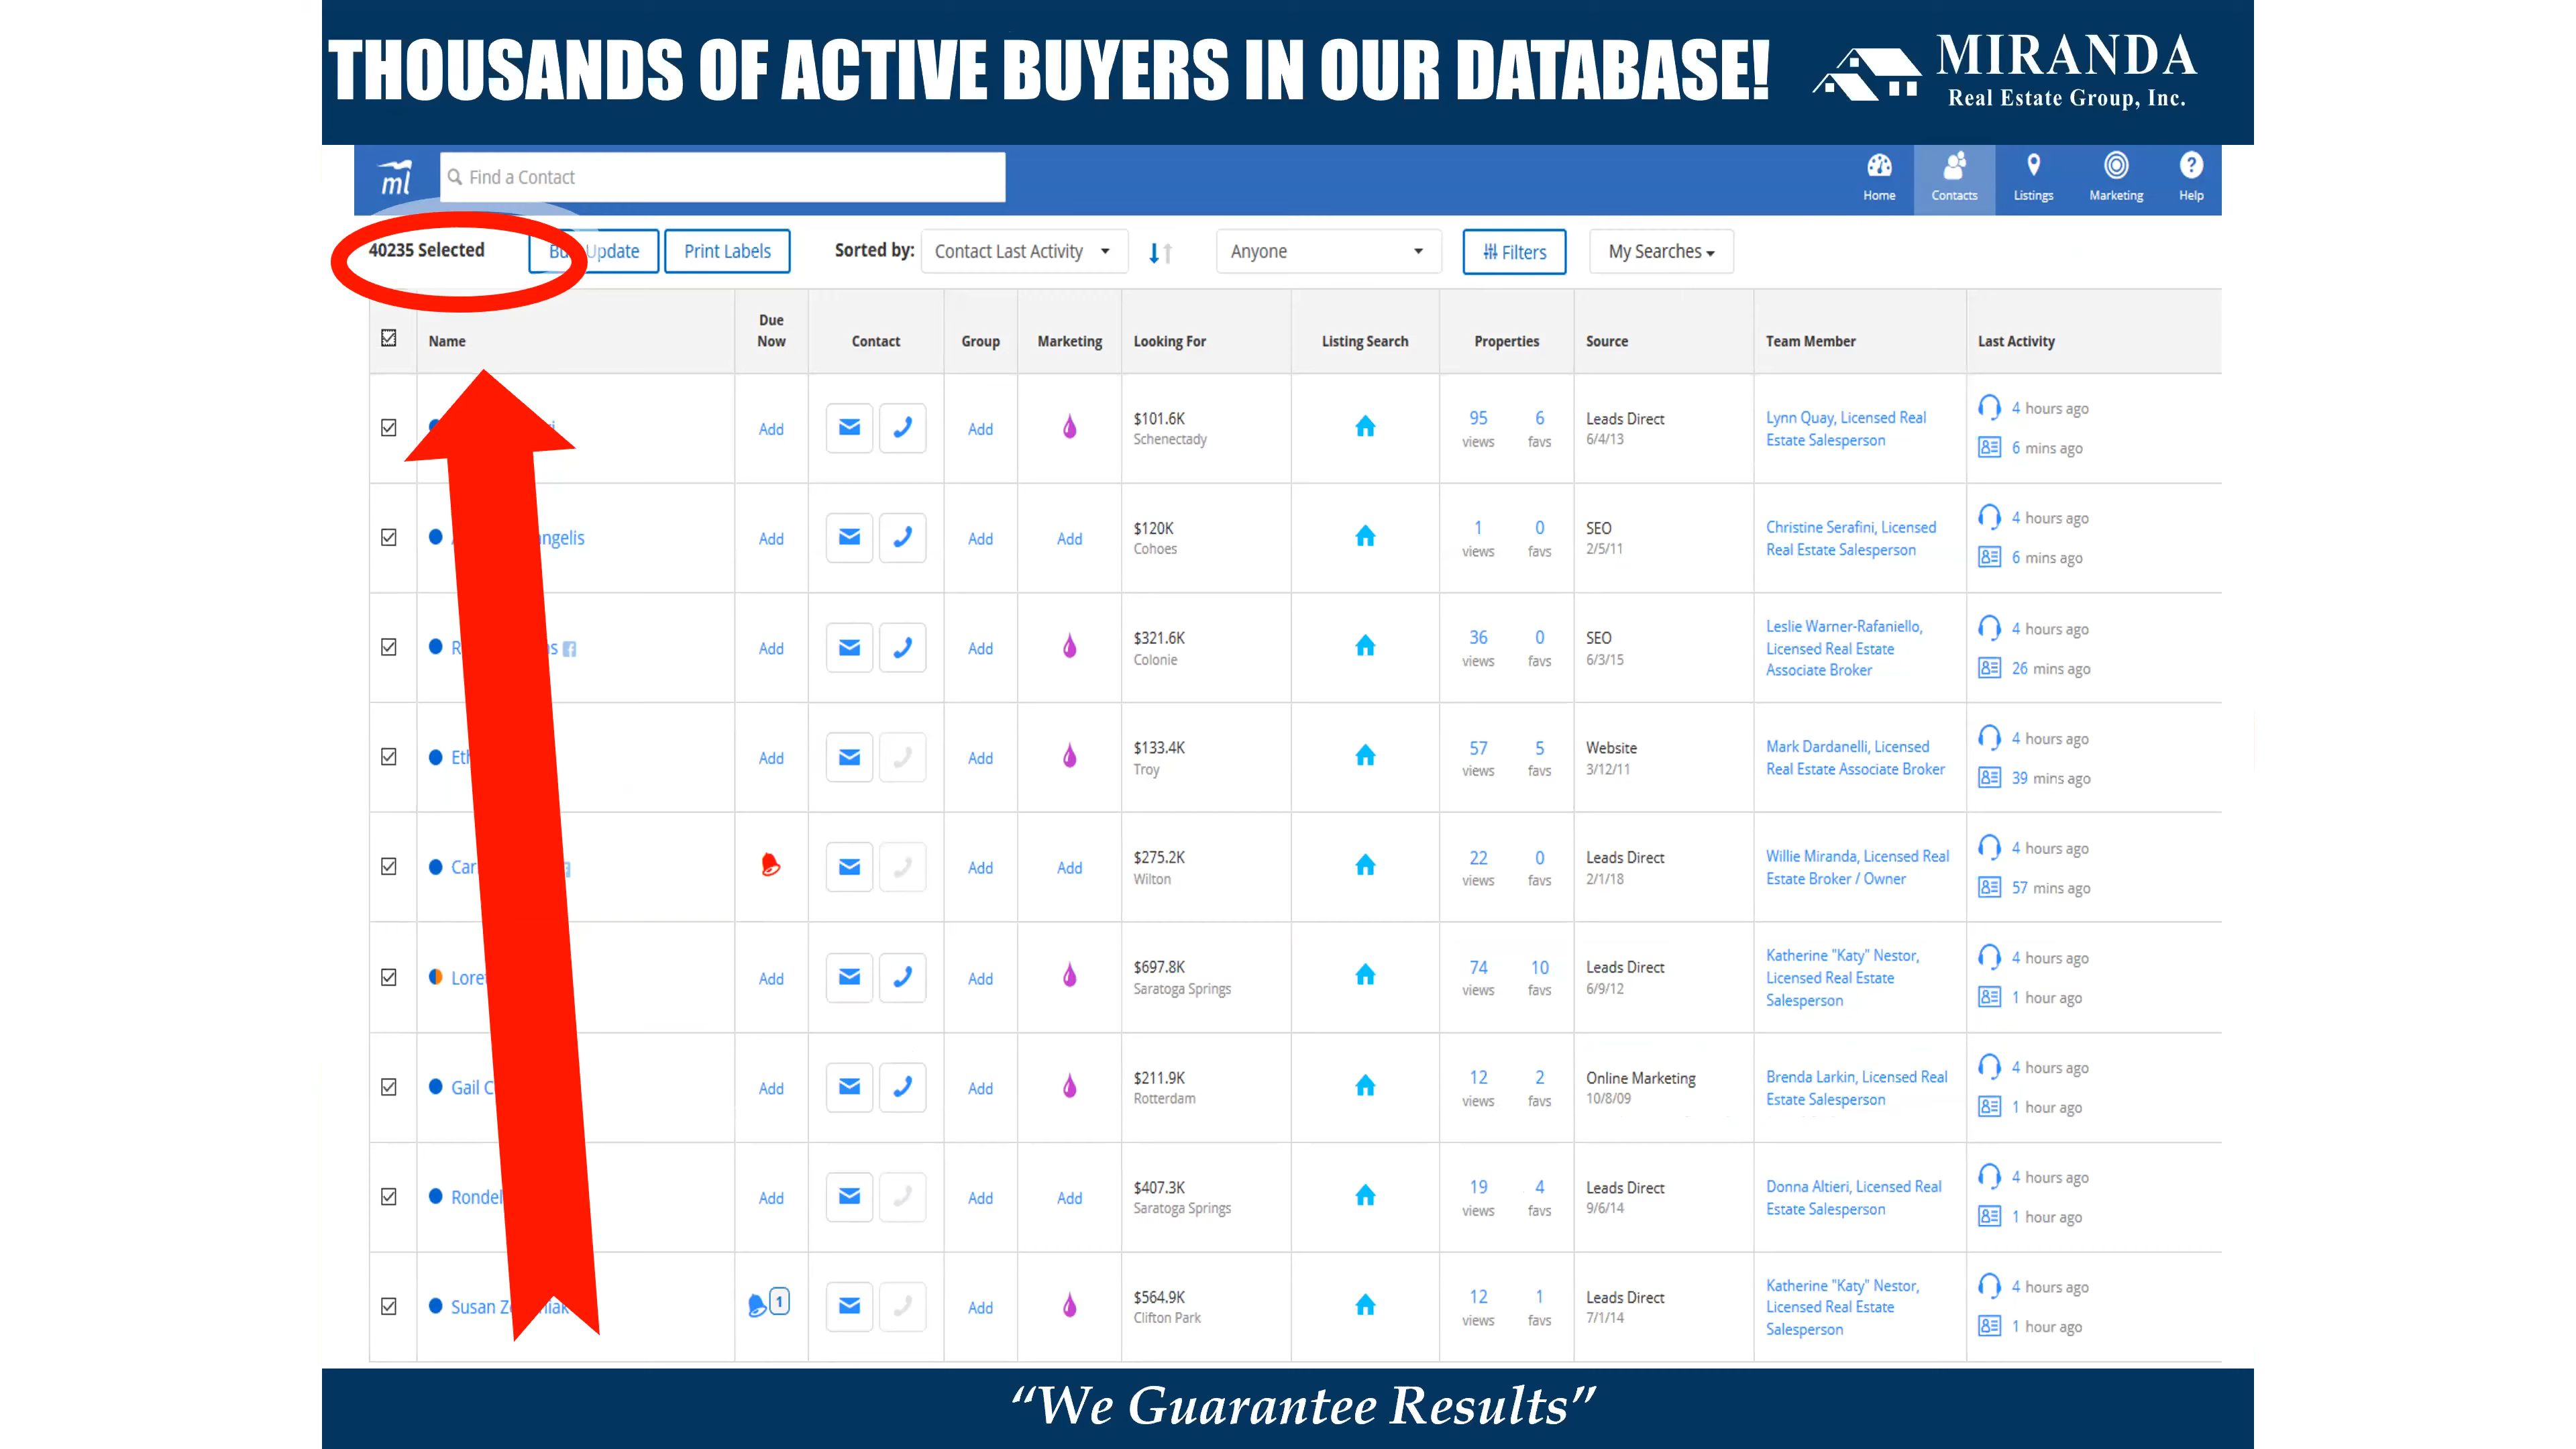 THOUSANDS OF ACTIVE BUYERS IN OUR DATABASE!
MIRANDA
Real Estate Group, Inc.
ml
Find a Contact
Home
Contacts
Listings
Marketing
Help
40235 Selected
Update
Print Labels
Sorted by:
Contact Last Activity
Anyone
Filters
My Searches
Name
Due
Now
Contact
Group
Marketing
Looking For
Listing Search
Properties
Source
Team Member
Last Activity
Add
Add
$101.6K
Schenectady
95 views
6 favs
Leads Direct
6/4/13
Lynn Quay, Licensed Real
Estate Salesperson
4 hours ago
6 mins ago
Add
Add
Add
$120K
Cohoes
1 views
0 favs
SEO
2/5/11
Christine Serafini, Licensed
Real Estate Salesperson
4 hours ago
6 mins ago
Add
Add
$321.6K
Colonie
36 views
0 favs
SEO
6/3/15
Leslie Warner-Rafaniello,
Licensed Real Estate
Associate Broker
4 hours ago
26 mins ago
Add
Add
$133.4K
Troy
57 views
5 favs
Website
3/12/11
Mark Dardanelli, Licensed
Real Estate Associate Broker
4 hours ago
39 mins ago
Add
Add
$275.2K
Wilton
22 views
0 favs
Leads Direct
2/1/18
Willie Miranda, Licensed Real
Estate Broker / Owner
4 hours ago
57 mins ago
Add
Add
$697.8K
Saratoga Springs
74 views
10 favs
Leads Direct
6/9/12
Katherine "Katy" Nestor,
Licensed Real Estate
Salesperson
4 hours ago
1 hour ago
Gail
Add
Add
$211.9K
Rotterdam
12 views
2 favs
Online Marketing
10/8/09
Brenda Larkin, Licensed Real
Estate Salesperson
4 hours ago
1 hour ago
Add
Add
Add
$407.3K
Saratoga Springs
19 views
4 favs
Leads Direct
9/6/14
Donna Altieri, Licensed Real
Estate Salesperson
4 hours ago
1 hour ago
Susan
1
Add
$564.9K
Clifton Park
12 views
1 favs
Leads Direct
7/1/14
Katherine "Katy" Nestor,
Licensed Real Estate
Salesperson
4 hours ago
1 hour ago
“We Guarantee Results”